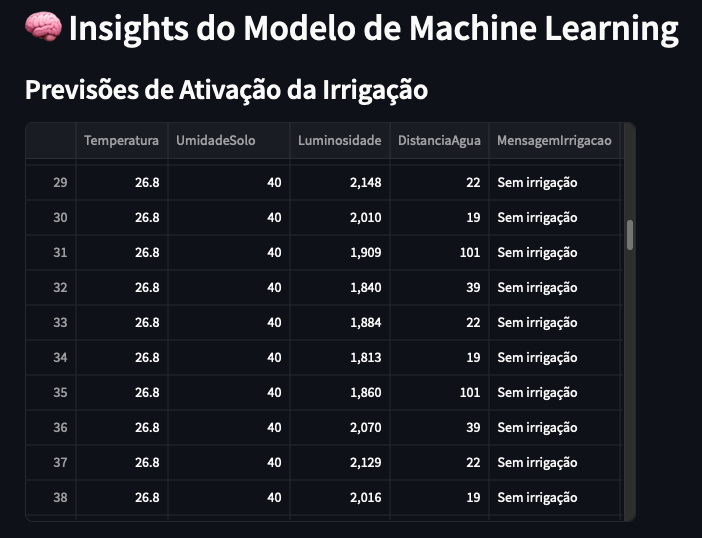 🧠 Insights do Modelo de Machine Learning
Previsões de Ativação da Irrigação
Temperatura UmidadeSolo Luminosidade DistanciaAgua MensagemIrrigacao
29 26.8 40 2,148 22 Sem irrigação
30 26.8 40 2,010 19 Sem irrigação
31 26.8 40 1,909 101 Sem irrigação
32 26.8 40 1,840 39 Sem irrigação
33 26.8 40 1,884 22 Sem irrigação
34 26.8 40 1,813 19 Sem irrigação
35 26.8 40 1,860 101 Sem irrigação
36 26.8 40 2,070 39 Sem irrigação
37 26.8 40 2,129 22 Sem irrigação
38 26.8 40 2,016 19 Sem irrigação